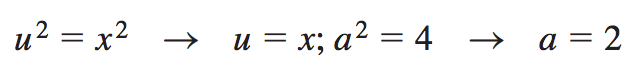 u² = x² → u = x; a² = 4 → a = 2